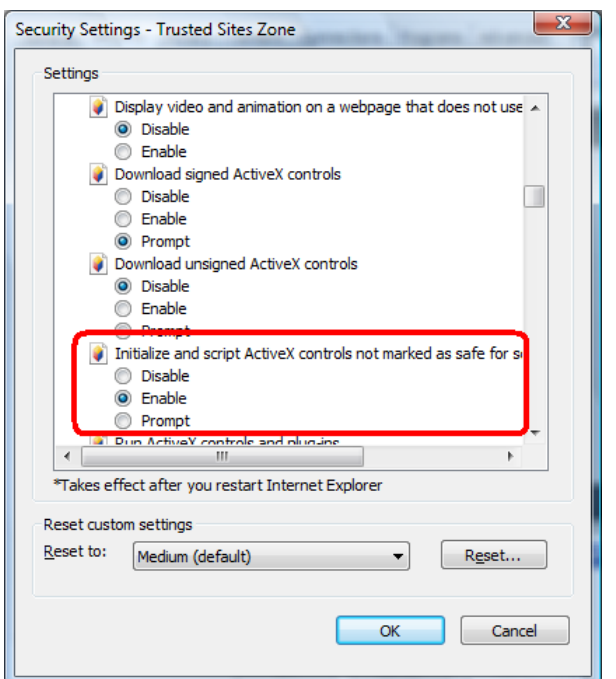 Security Settings - Trusted Sites Zone
Settings
Display video and animation on a webpage that does not use
Disable
Enable
Download signed ActiveX controls
Disable
Enable
Prompt
Download unsigned ActiveX controls
Disable
Enable
Prompt
Initialize and script ActiveX controls not marked as safe for s
Disable
Enable
Prompt
Run ActiveX controls and plug-ins
*Takes effect after you restart Internet Explorer
Reset custom settings
Reset to:
Medium (default)
Reset...
OK
Cancel